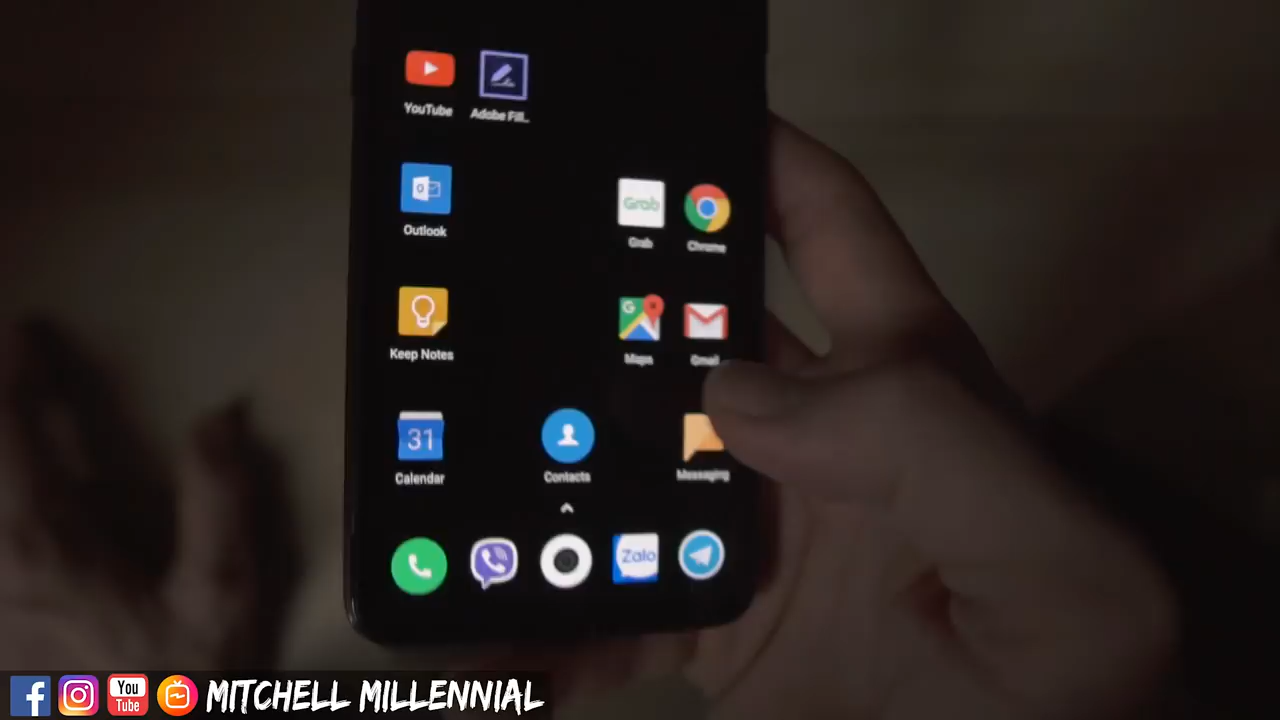 YouTube
Adobe Fill..
Outlook
Grab
Grab
Chrome
Keep Notes
G
Maps
Gmail
31
Calendar
Contacts
Messaging
Zalo
f
You
Tube
MITCHELL MILLENNIAL